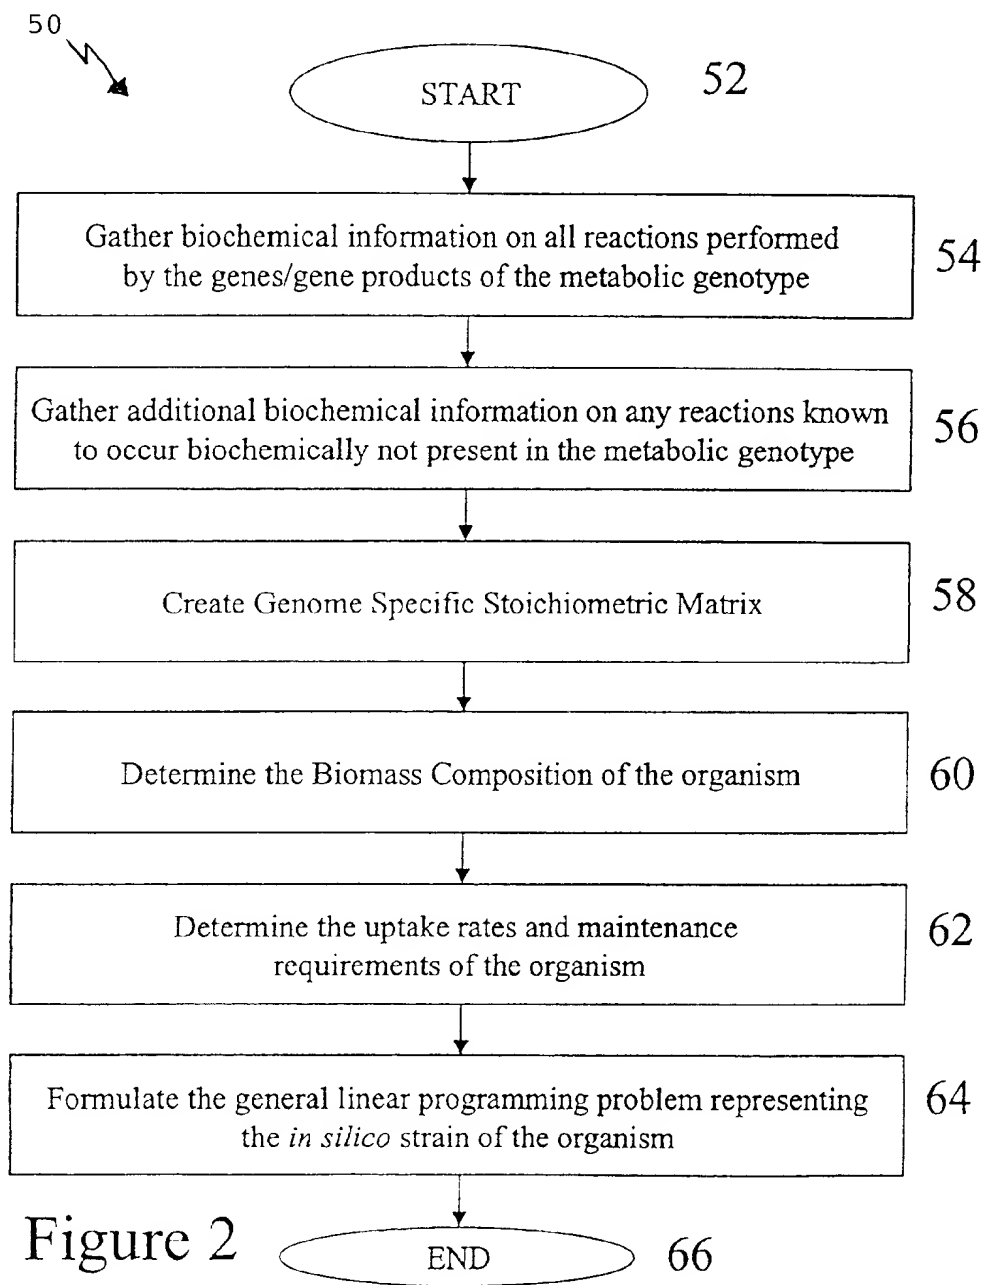 50
START
52
Gather biochemical information on all reactions performed
by the genes/gene products of the metabolic genotype
54
Gather additional biochemical information on any reactions known
to occur biochemically not present in the metabolic genotype
56
Create Genome Specific Stoichiometric Matrix
58
Determine the Biomass Composition of the organism
60
Determine the uptake rates and maintenance
requirements of the organism
62
Formulate the general linear programming problem representing
the in silico strain of the organism
64
Figure 2
END
66